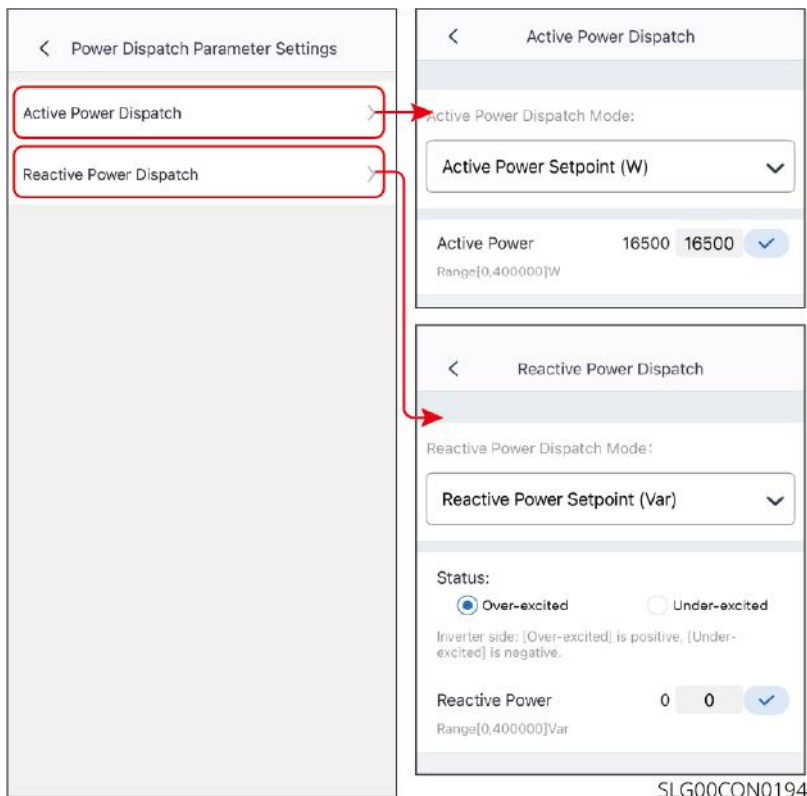 Power Dispatch Parameter Settings
Active Power Dispatch
Reactive Power Dispatch
Active Power Dispatch
Active Power Dispatch Mode:
Active Power Setpoint (W)
Active Power 16500 16500
Range[0,400000]W
Reactive Power Dispatch
Reactive Power Dispatch Mode:
Reactive Power Setpoint (Var)
Status:
Over-excited Under-excited
Inverter side: [Over-excited] is positive, [Under-
excited] is negative.
Reactive Power 0 0
Range[0,400000]Var
SLG00CON0194